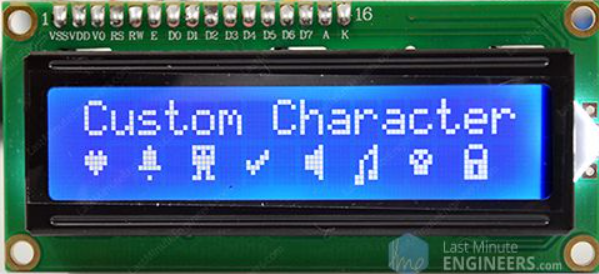 1 16
VSS VDD VO RS RW E D0 D1 D2 D3 D4 D5 D6 D7 A K
Custom Character
Last Minute
ENGINEERS.com